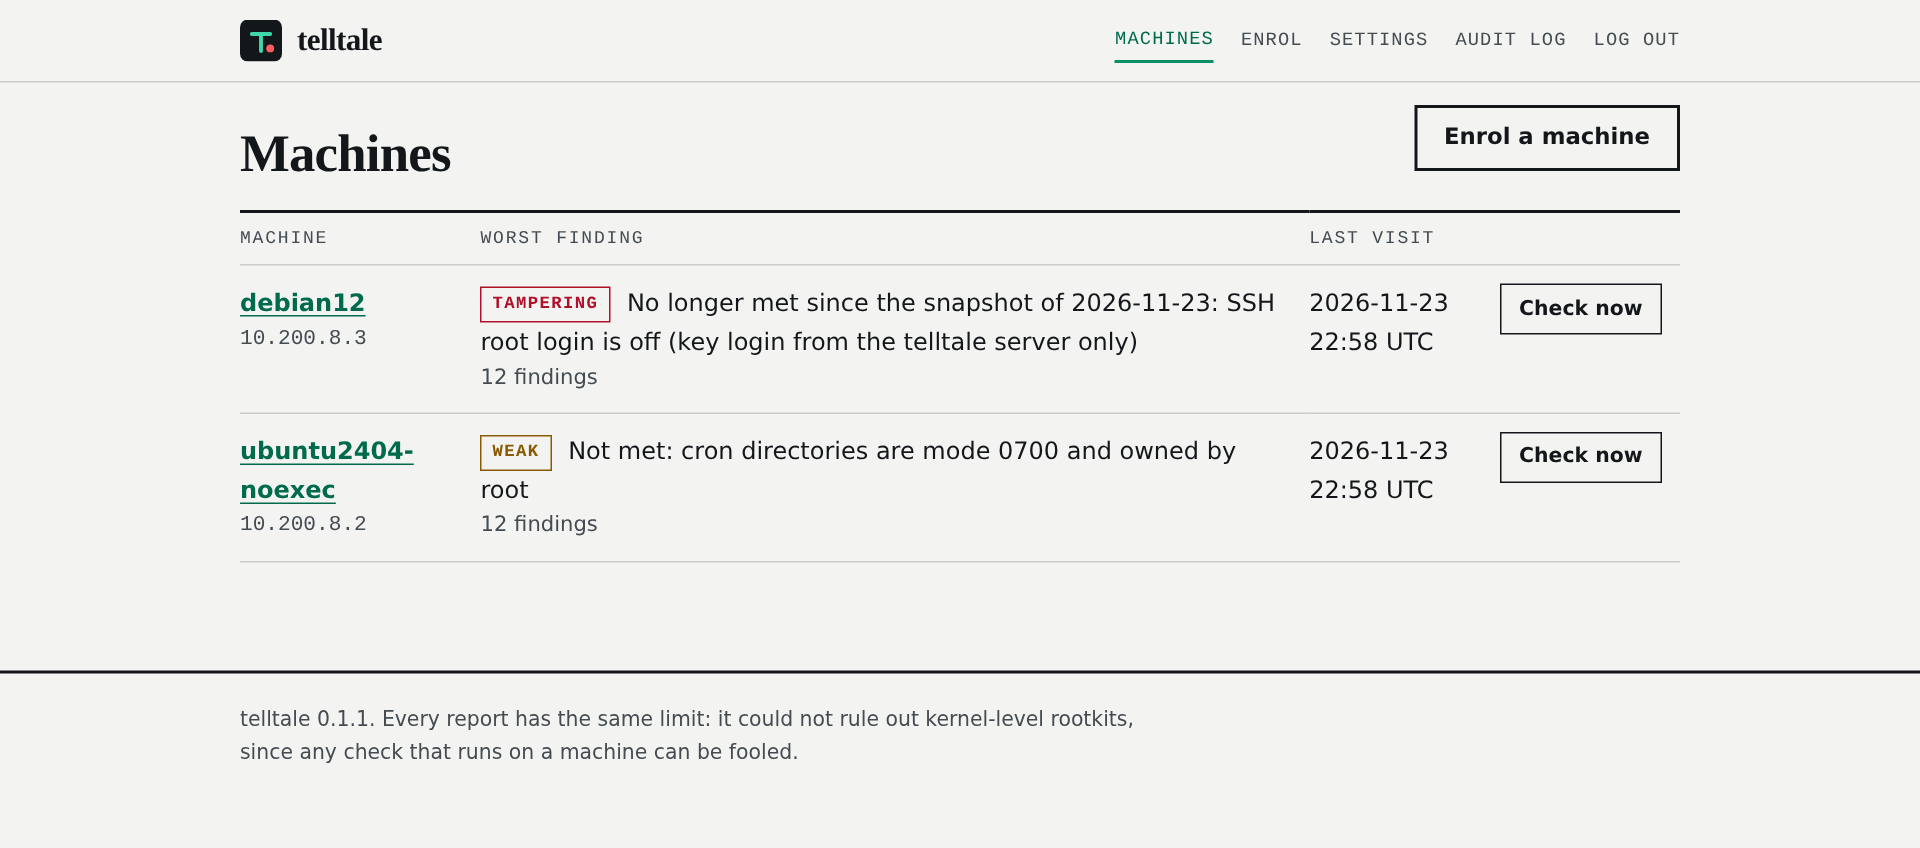 telltale
MACHINES ENROL SETTINGS AUDIT LOG LOG OUT
Machines
Enrol a machine
MACHINE WORST FINDING LAST VISIT
debian12
10.200.8.3
TAMPERING No longer met since the snapshot of 2026-11-23: SSH
root login is off (key login from the telltale server only)
12 findings
2026-11-23
22:58 UTC
Check now
ubuntu2404-
noexec
10.200.8.2
WEAK Not met: cron directories are mode 0700 and owned by
root
12 findings
2026-11-23
22:58 UTC
Check now
telltale 0.1.1. Every report has the same limit: it could not rule out kernel-level rootkits,
since any check that runs on a machine can be fooled.